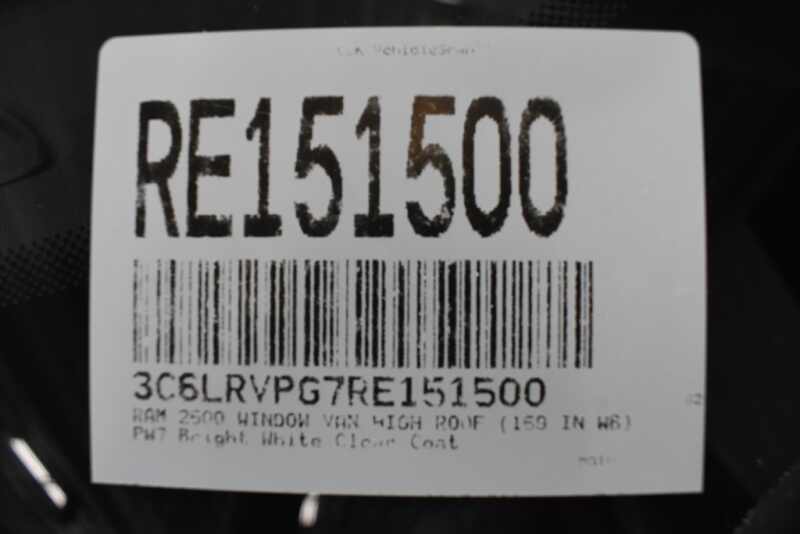 RE151500
3C6LRVPG7RE151500
RAM 2500 WINDOW VAN HIGH ROOF (159 IN WB)
PW7 Bright White Clear Coat